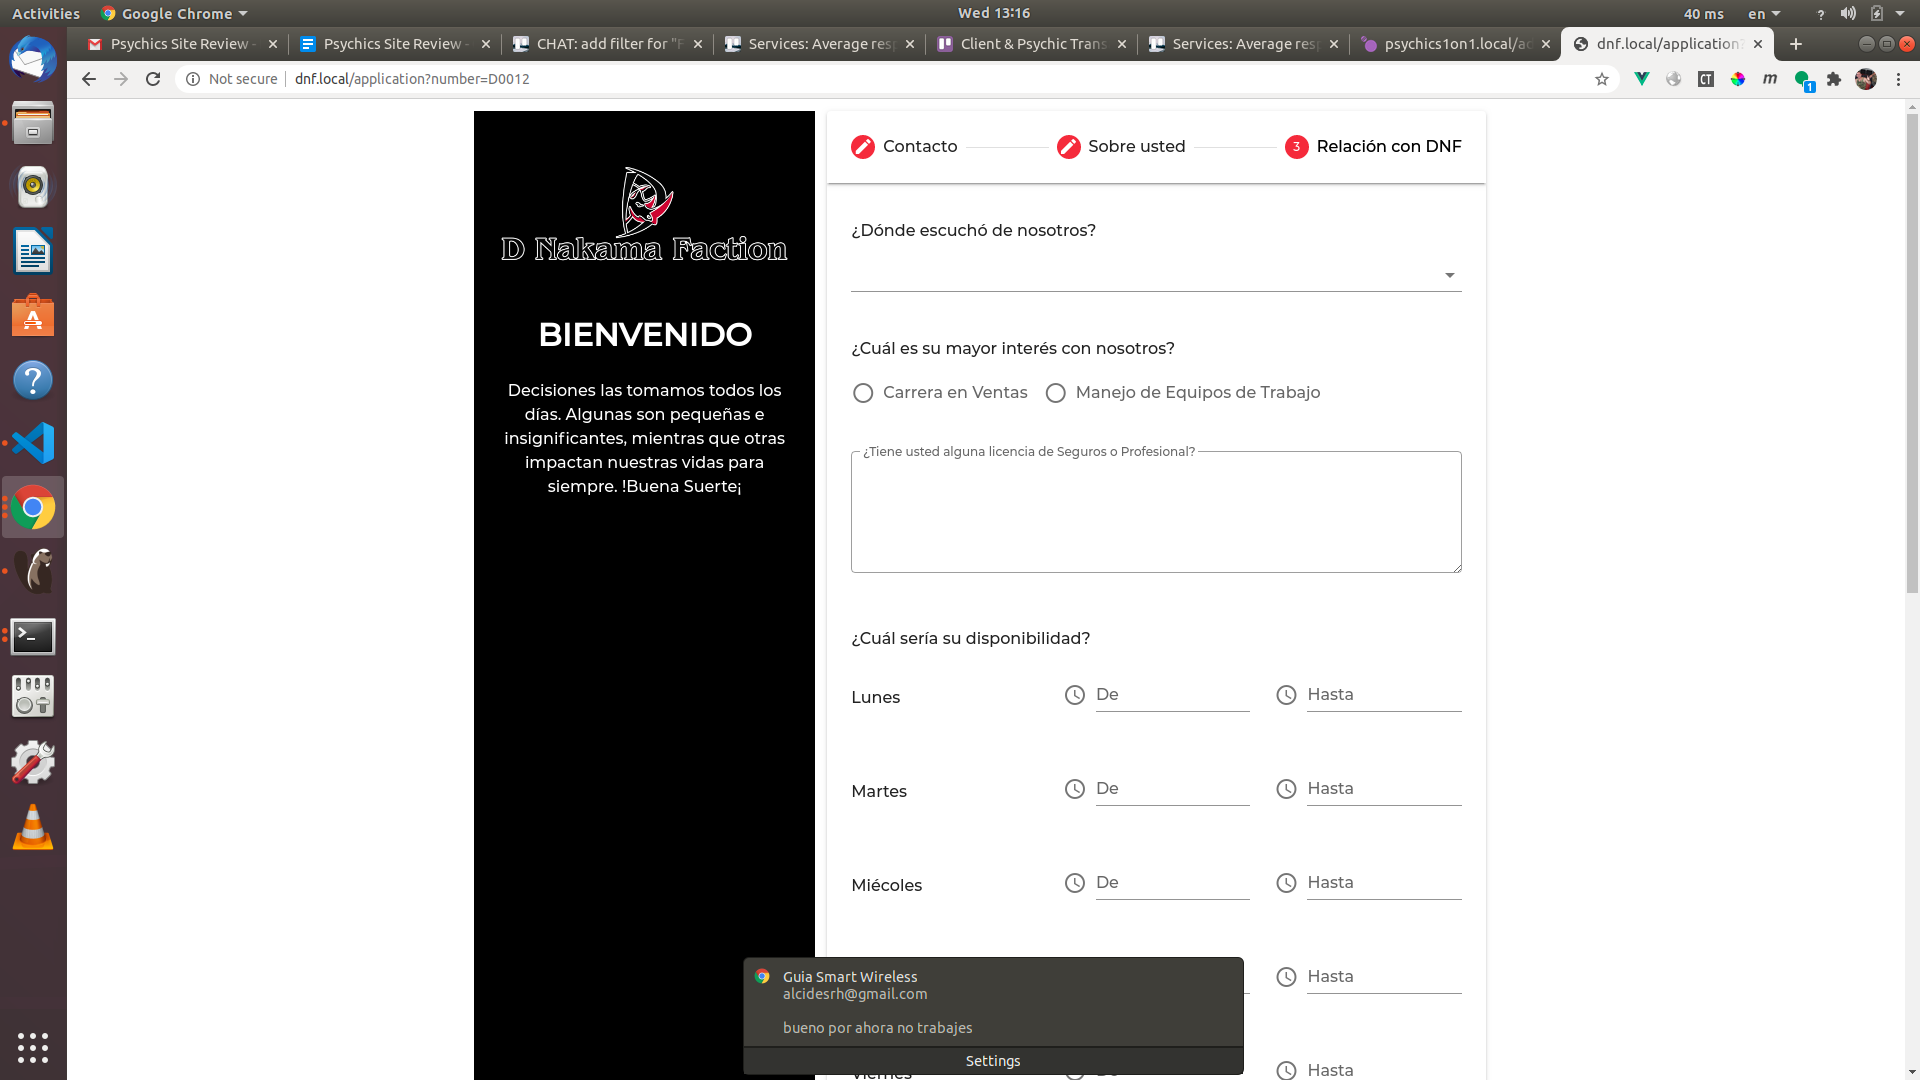 Activities
Google Chrome
Wed 13:16
40 ms
en
Psychics Site Review -
Psychics Site Review -
CHAT: add filter for "F
Services: Average resp
Client & Psychic Trans
Services: Average resp
psychics1on1.local/ad
dnf.local/application?
Not secure
dnf.local/application?number=D0012
CT
m
1
D Nakama Faction
BIENVENIDO
Decisiones las tomamos todos los
días. Algunas son pequeñas e
insignificantes, mientras que otras
impactan nuestras vidas para
siempre. !Buena Suerte¡
Contacto
Sobre usted
3
Relación con DNF
¿Dónde escuchó de nosotros?
¿Cuál es su mayor interés con nosotros?
Carrera en Ventas
Manejo de Equipos de Trabajo
¿Tiene usted alguna licencia de Seguros o Profesional?
¿Cuál sería su disponibilidad?
Lunes
De
Hasta
Martes
De
Hasta
Miécoles
De
Hasta
Hasta
Viernes
Hasta
Guia Smart Wireless
alcidesrh@gmail.com
bueno por ahora no trabajes
Settings